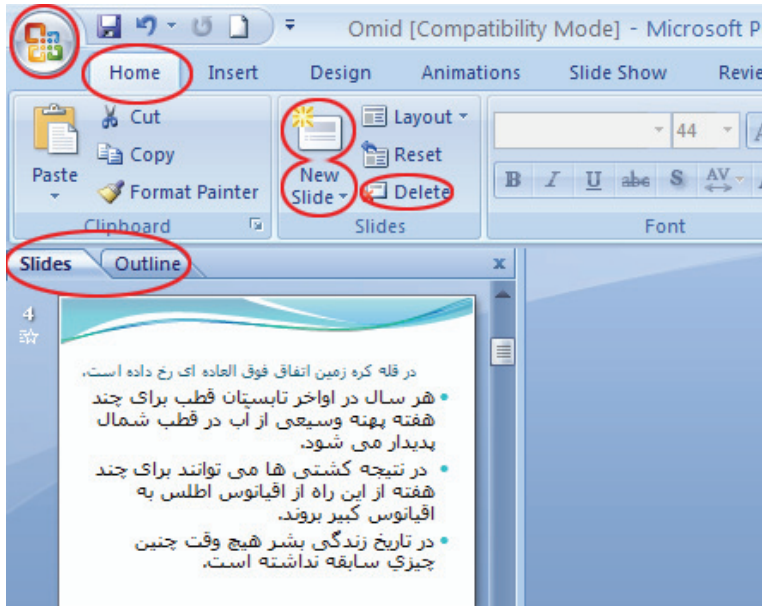 Omid [Compatibility Mode] - Microsoft P
Home Insert Design Animations Slide Show Revie
Paste
Cut
Copy
Format Painter
Clipboard
New
Slide
Layout
Reset
Delete
Slides
44
B I U abc S AV
Font
Slides Outline x
4
در قله کره زمین اتفاق فوق العاده ای رخ داده است.
• هر سال در اواخر تابستان قطب برای چند
هفته پهنه وسیعی از آب در قطب شمال
پدیدار می شود.
• در نتیجه کشتی ها می توانند برای چند
هفته از این راه از اقیانوس اطلس به
اقیانوس کبیر بروند.
• در تاریخ زندگی بشر هیچ وقت چنین
چیزي سابقه نداشته است.